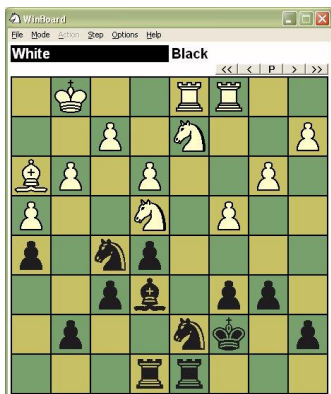 WinBoard
File Mode Action Step Options Help
White Black
<< < P > >>